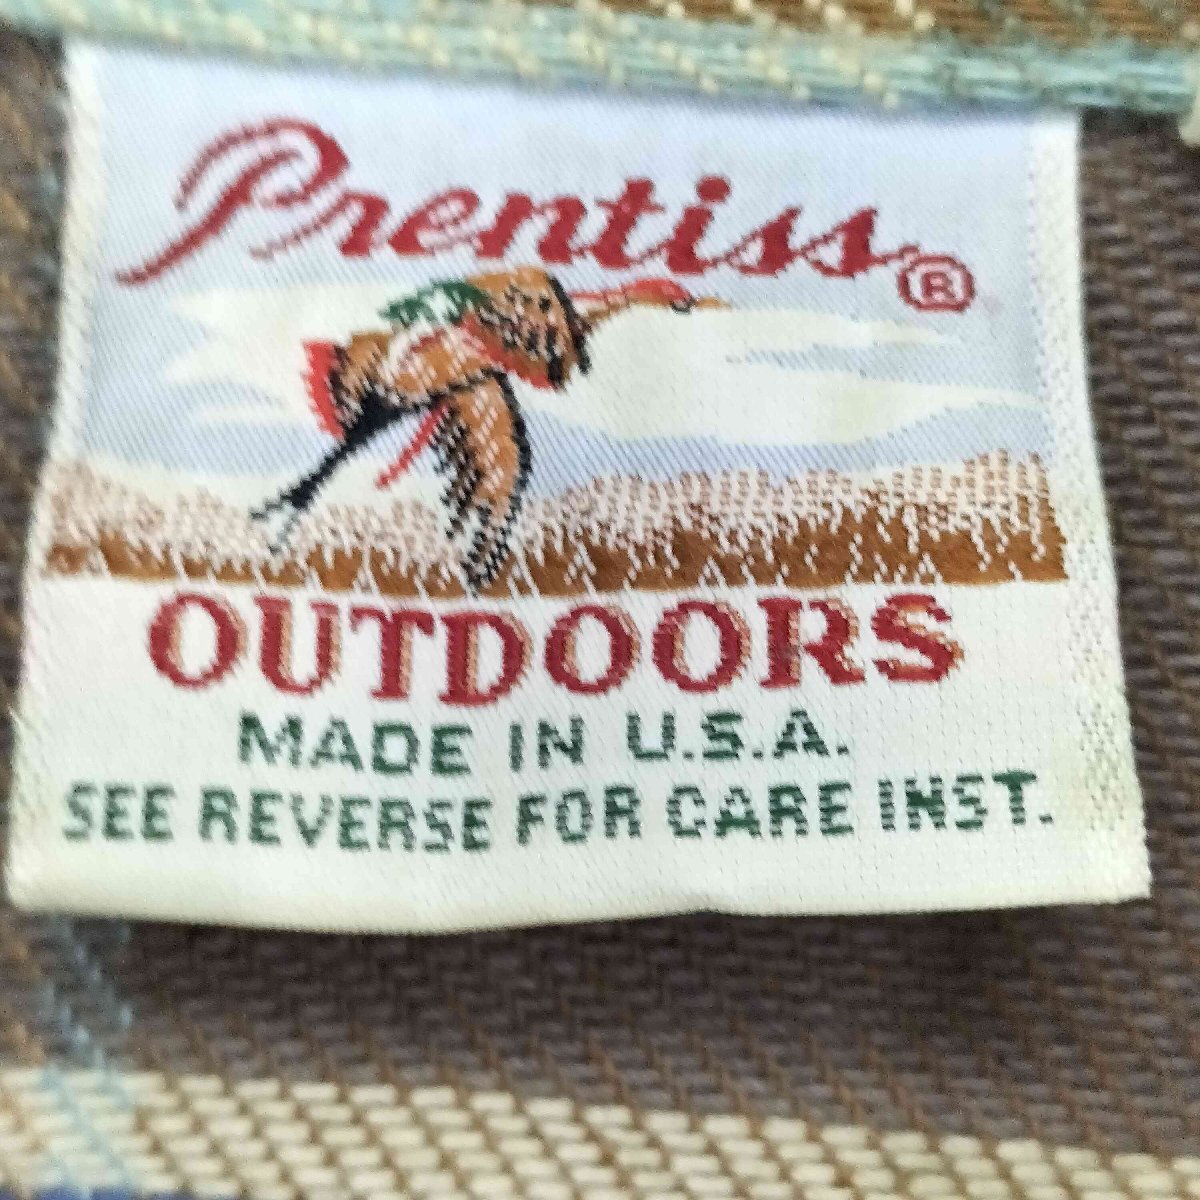 Prentiss®
OUTDOORS
MADE IN U.S.A.
SEE REVERSE FOR CARE INST.